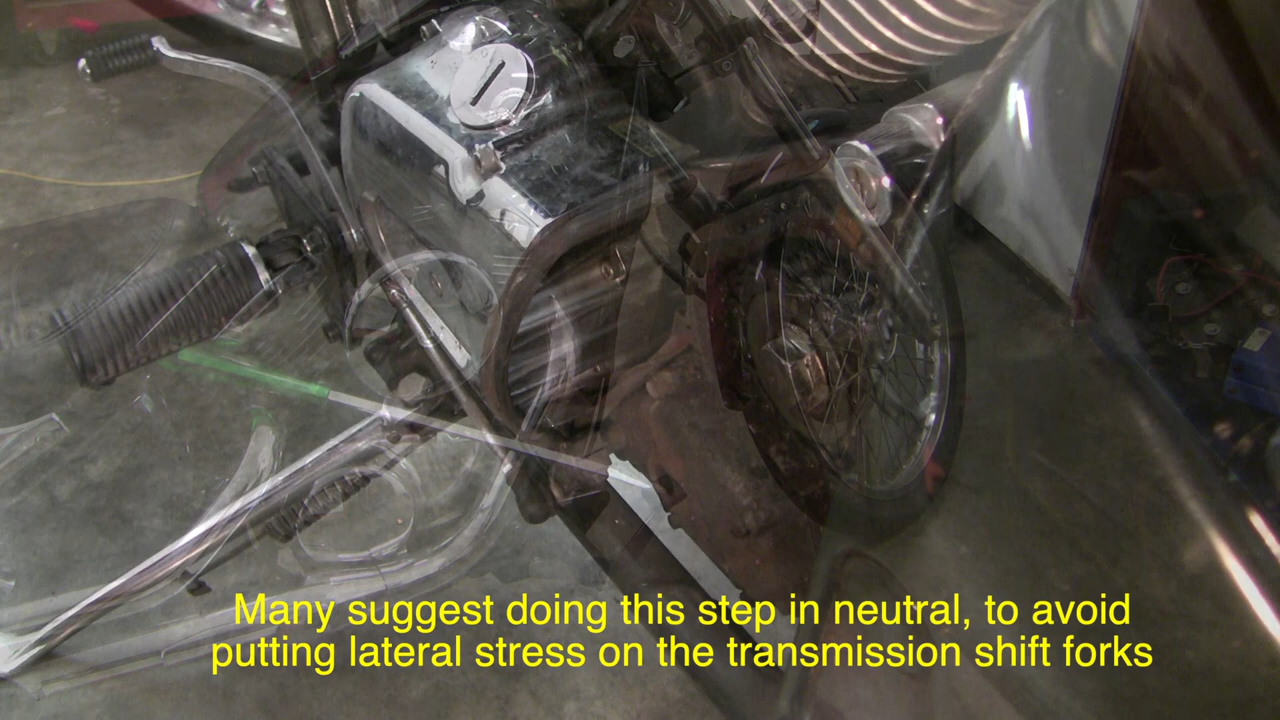 Many suggest doing this step in neutral, to avoid
putting lateral stress on the transmission shift forks